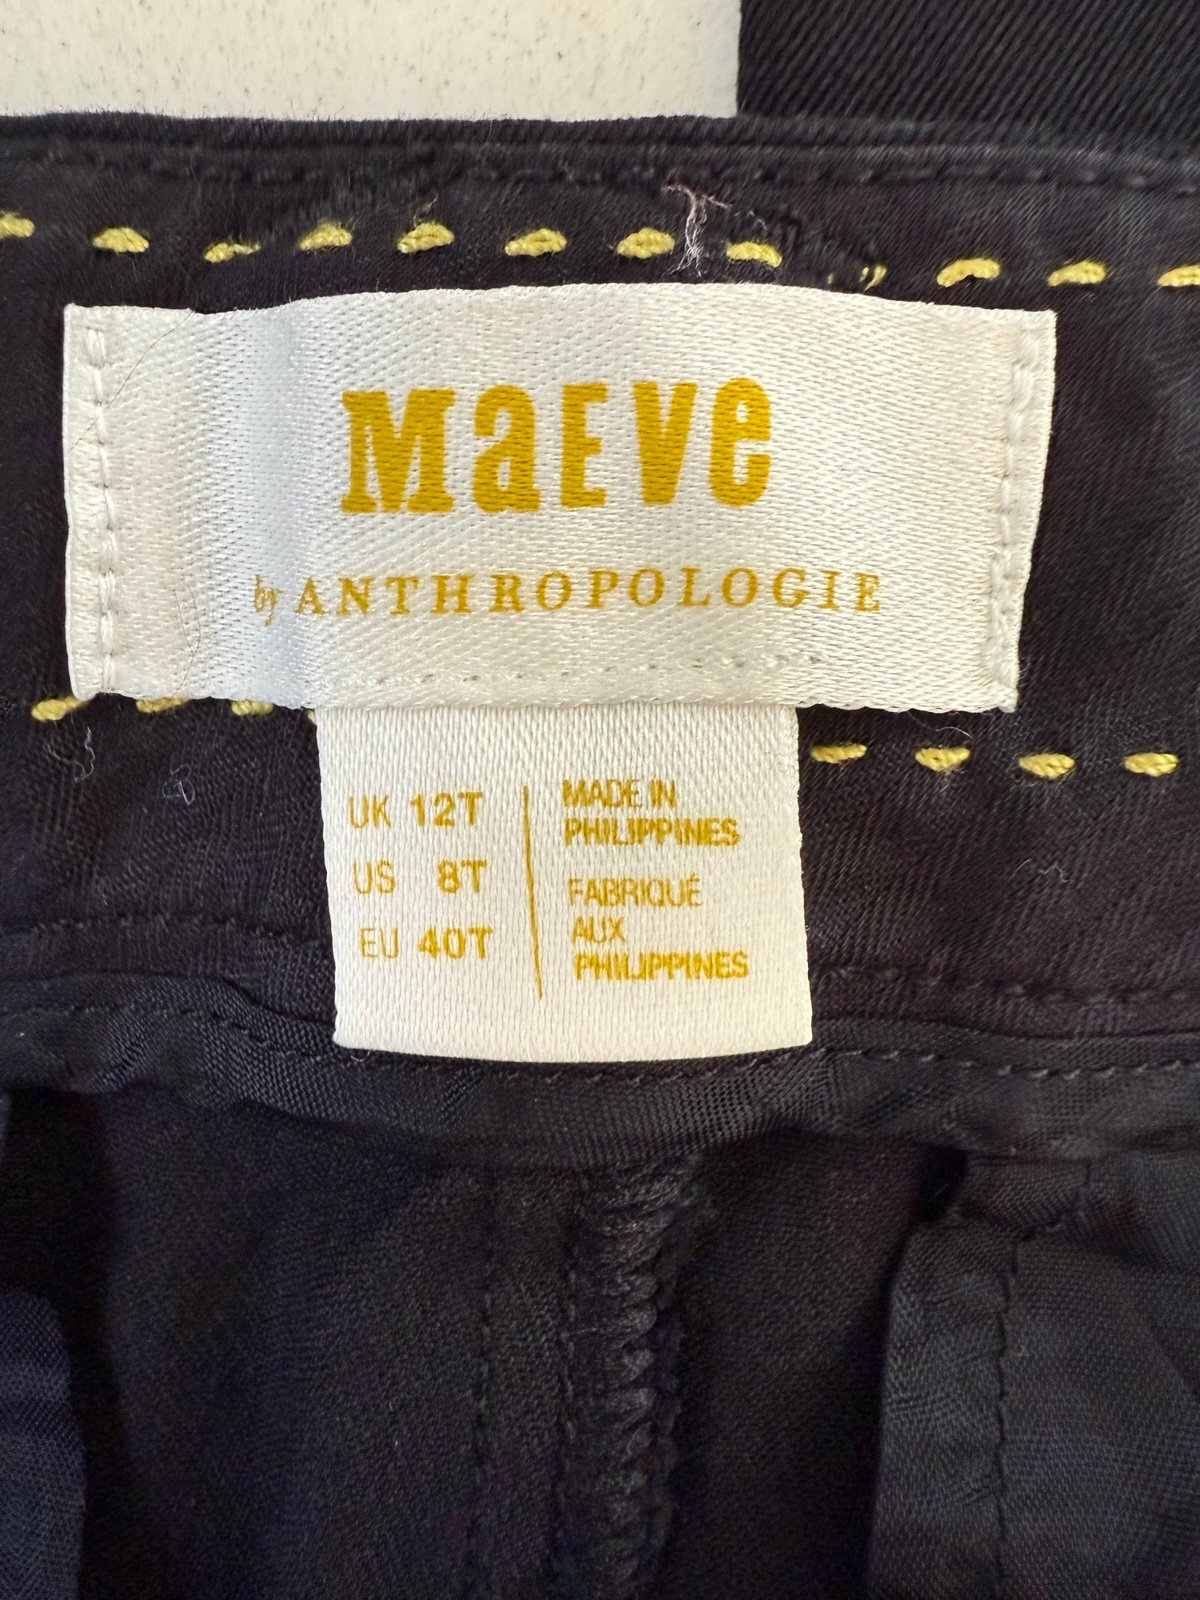 MaEVe
by ANTHROPOLOGIE
UK 12T
US 8T
EU 40T
MADE IN
PHILIPPINES
FABRIQUÉ
AUX
PHILIPPINES